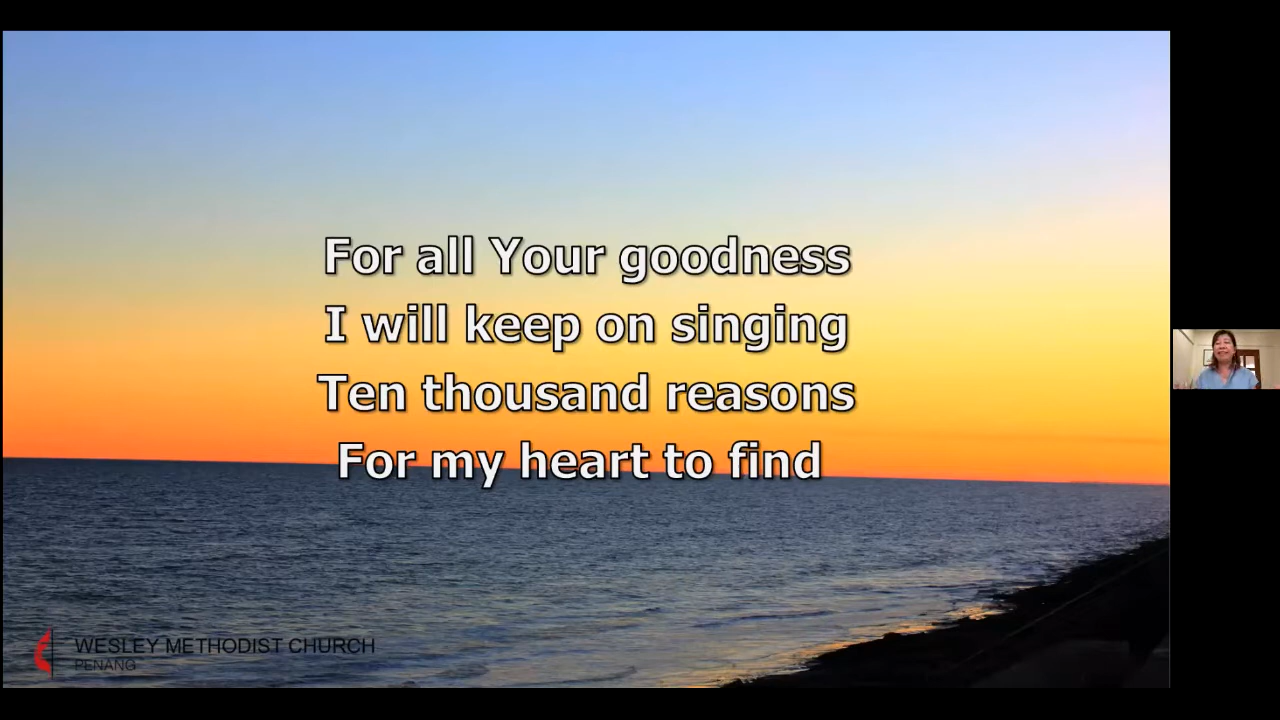 For all Your goodness
I will keep on singing
Ten thousand reasons
For my heart to find
WESLEY METHODIST CHURCH
PENANG